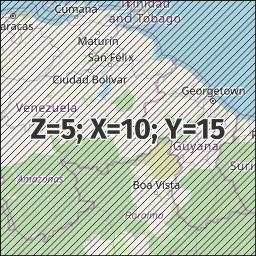 Trinidad
and Tobago
Cumaná
aracas
Maturín
San Félix
Ciudad Bolívar
Georgetown
Venezuela
Z=5; X=10; Y=15
Guyana
Suri
Amazonas
Boa Vista
Roraima